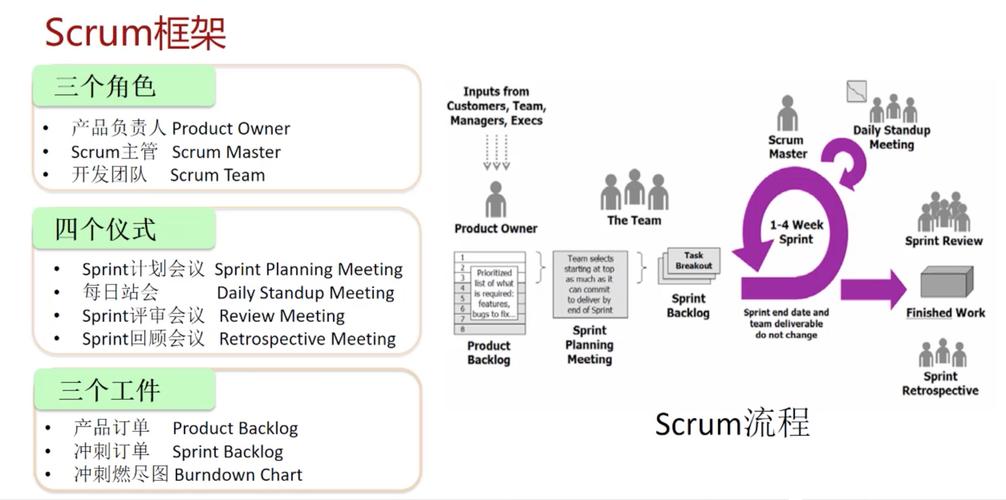 Scrum框架
三个角色
• 产品负责人 Product Owner
• Scrum主管 Scrum Master
• 开发团队 Scrum Team
四个仪式
• Sprint计划会议 Sprint Planning Meeting
• 每日站会 Daily Standup Meeting
• Sprint评审会议 Review Meeting
• Sprint回顾会议 Retrospective Meeting
三个工件
• 产品订单 Product Backlog
• 冲刺订单 Sprint Backlog
• 冲刺燃尽图 Burndown Chart
Inputs from
Customers, Team,
Managers, Execs
Product Owner
The Team
Scrum
Master
Daily Standup
Meeting
1-4 Week
Sprint
Sprint Review
1
2
3
4
5
6
7
8
Prioritized
list of what
is required:
features,
bugs to fix...
Product
Backlog
Team selects
starting at top
as much as it
can commit
to deliver by
end of Sprint
Sprint
Planning
Meeting
Task
Breakout
Sprint
Backlog
Sprint end date and
team deliverable
do not change
Finished Work
Sprint
Retrospective
Scrum流程